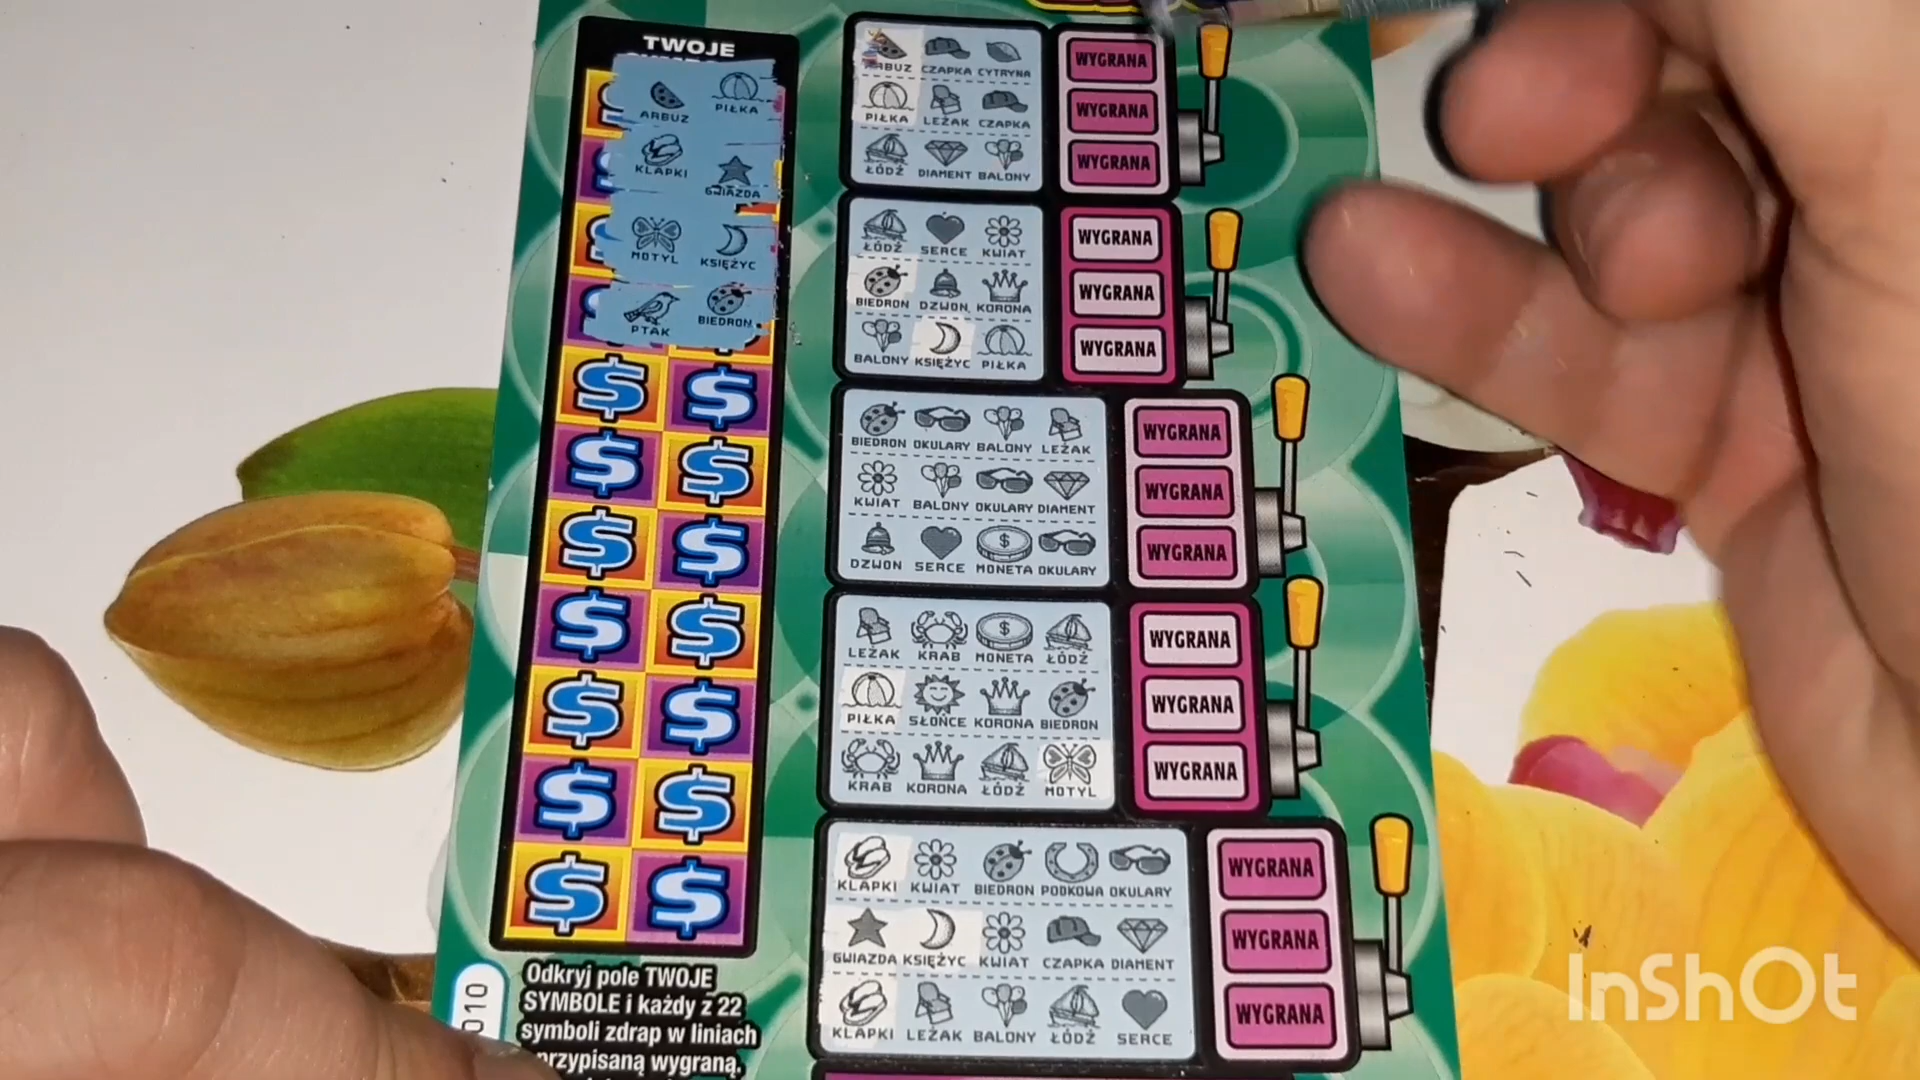 TWOJE
ARBUZ PIŁKA
KLAPKI GWIAZDA
MOTYL KSIĘŻYC
PTAK BIEDRON
ARBUZ CZAPKA CYTRYNA
PIŁKA LEŻAK CZAPKA
ŁÓDŹ DIAMENT BALONY
WYGRANA
WYGRANA
WYGRANA
ŁÓDŹ SERCE KWIAT
BIEDRON DZWON KORONA
BALONY KSIĘŻYC PIŁKA
WYGRANA
WYGRANA
WYGRANA
BIEDRON OKULARY BALONY LEŻAK
KWIAT BALONY OKULARY DIAMENT
DZWON SERCE MONETA OKULARY
WYGRANA
WYGRANA
WYGRANA
LEŻAK KRAB MONETA ŁÓDŹ
PIŁKA SŁOŃCE KORONA BIEDRON
KRAB KORONA ŁÓDŹ MOTYL
WYGRANA
WYGRANA
WYGRANA
KLAPKI KWIAT BIEDRON PODKOWA OKULARY
GWIAZDA KSIĘŻYC KWIAT CZAPKA DIAMENT
KLAPKI LEŻAK BALONY ŁÓDŹ SERCE
WYGRANA
WYGRANA
WYGRANA
010
Odkryj pole TWOJE
SYMBOLE i każdy z 22
symboli zdrap w liniach
przypisaną wygraną.
InShOt